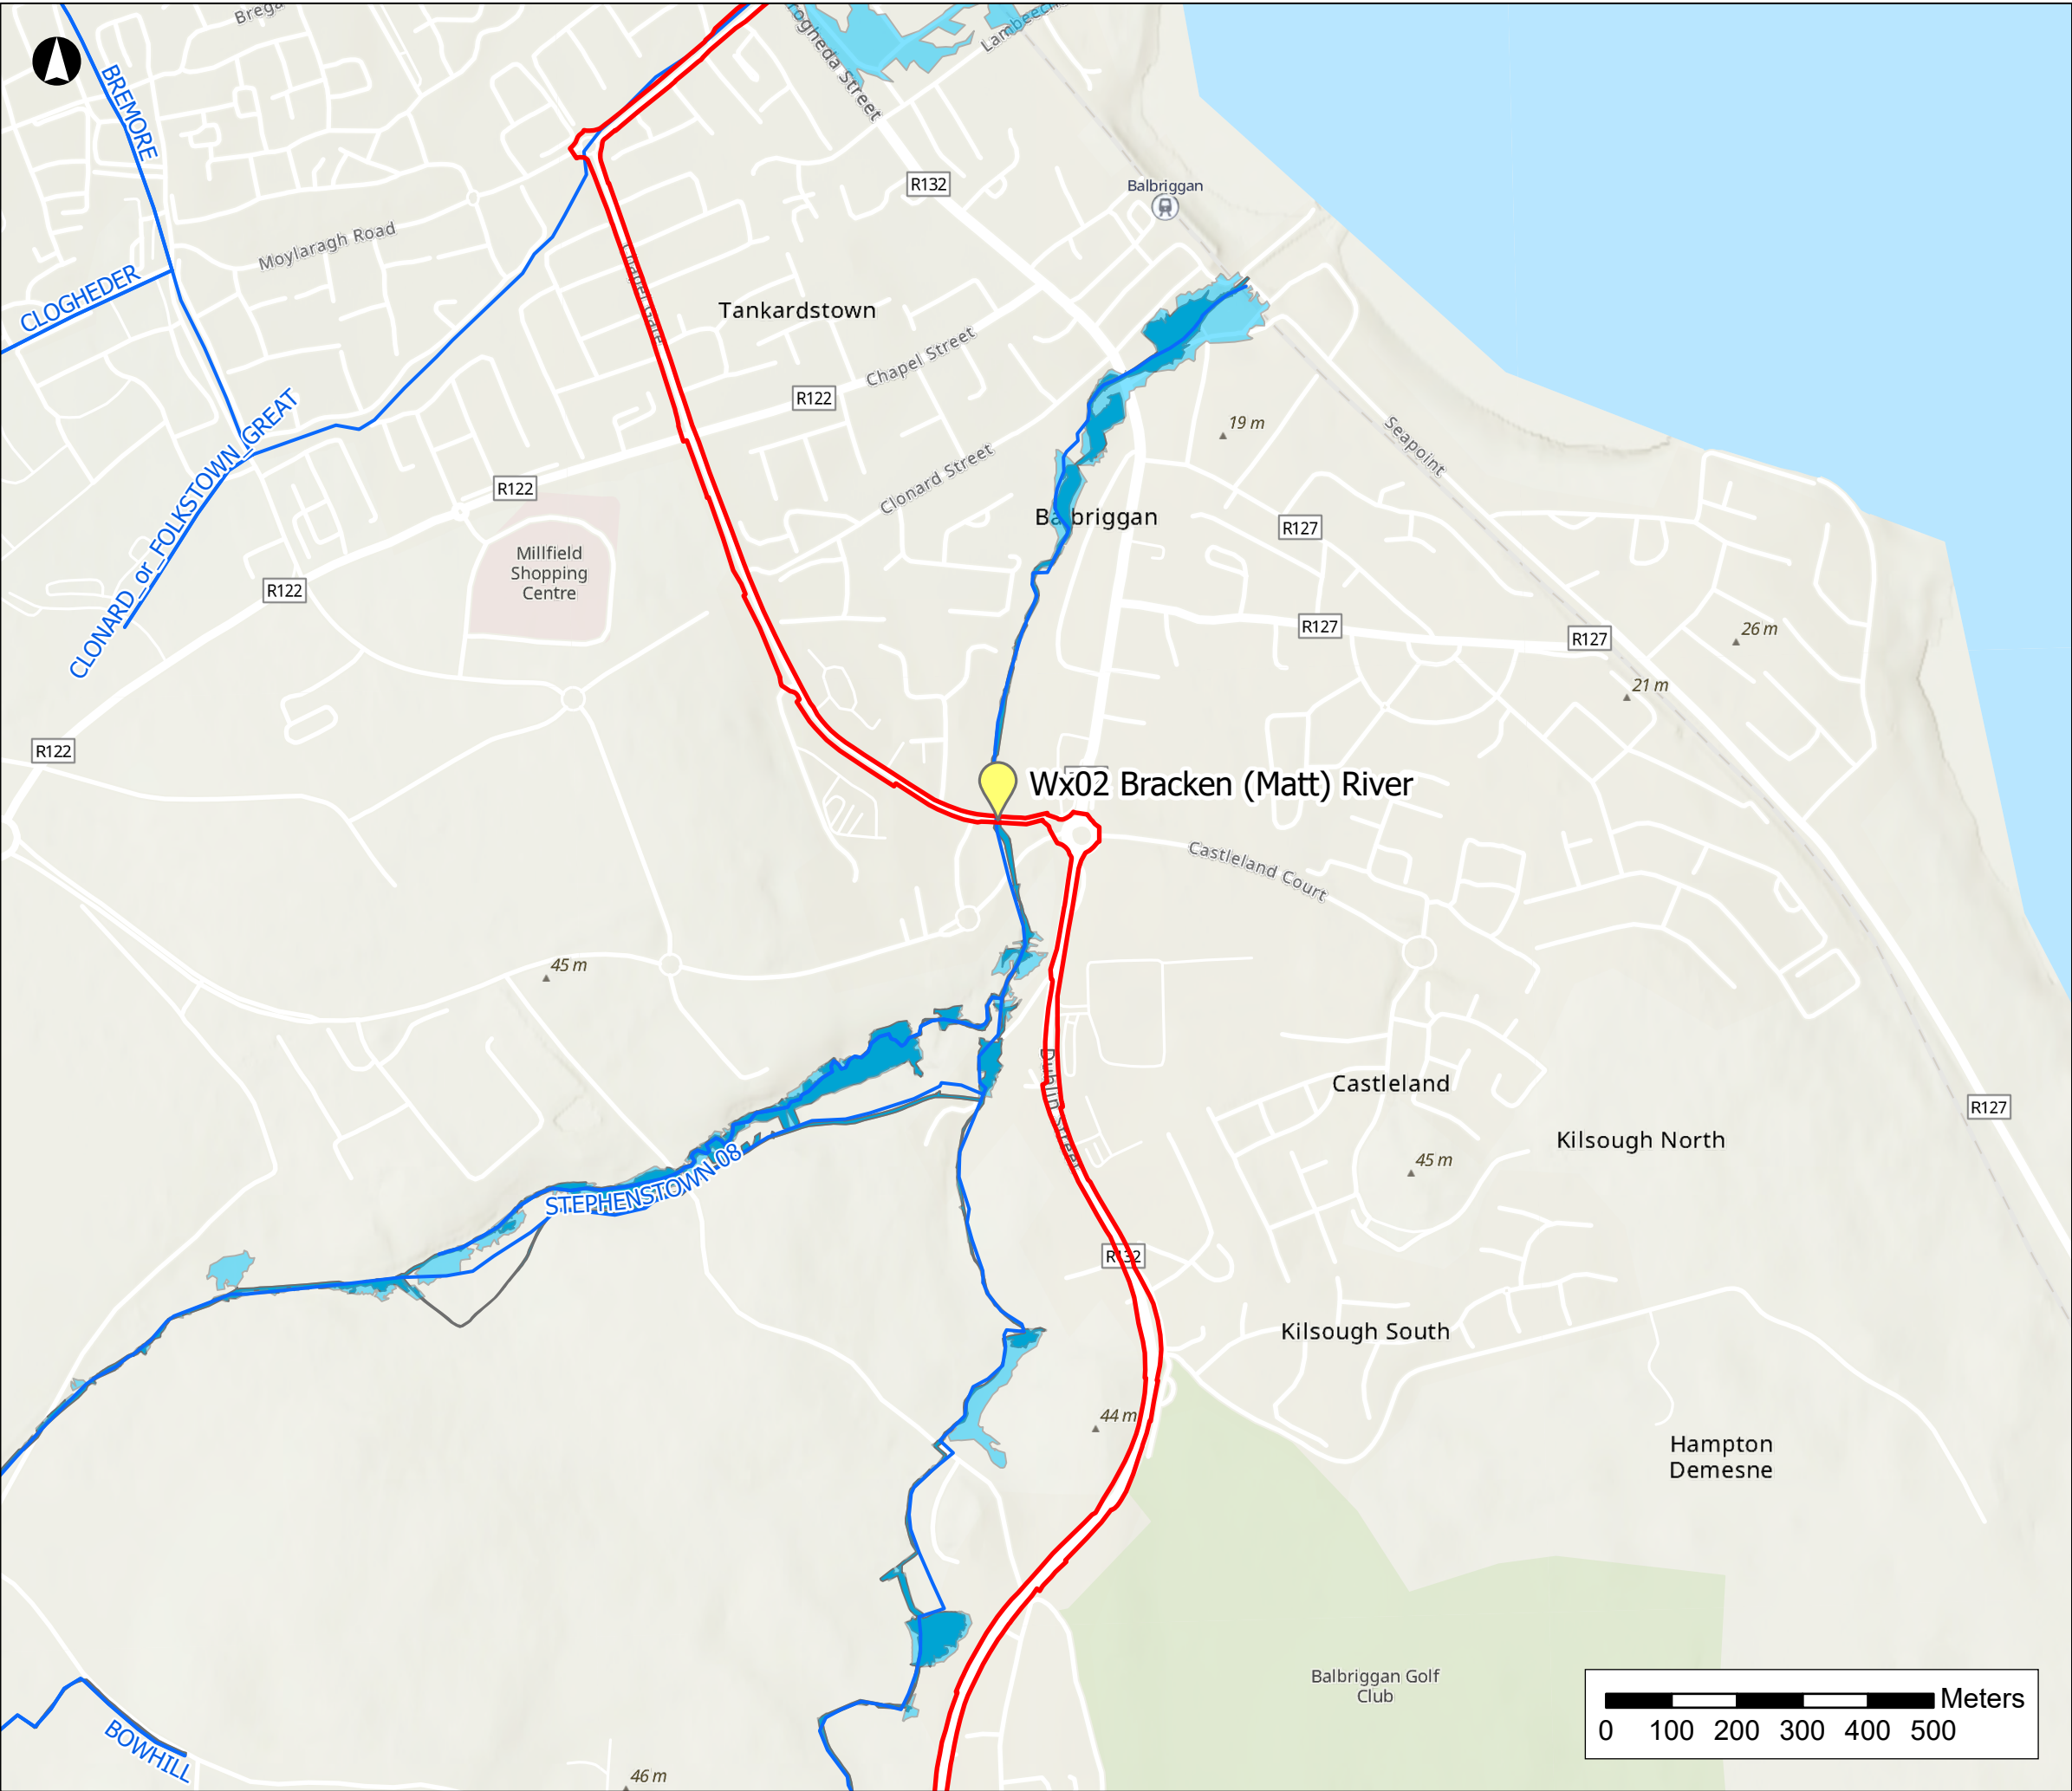 BREMORE
Lambeecher
R132
Balbriggan
Moylaragh Road
CLOGHEDER
Chapel Gate
Tankardstown
Chapel Street
R122
19 m
Seapoint
CLONARD_or_FOLKSTOWN_GREAT
Clonard Street
R122
Balbriggan
R127
Millfield
Shopping
Centre
R122
R127
R127
26 m
21 m
R122
Wx02 Bracken (Matt) River
Castleland Court
45 m
Dublin Street
Castleland
R127
Kilsough North
STEPHENSTOWN 08
45 m
R132
Kilsough South
44 m
Hampton
Demesne
Balbriggan Golf
Club
BOWHILL
Meters
0 100 200 300 400 500
46 m